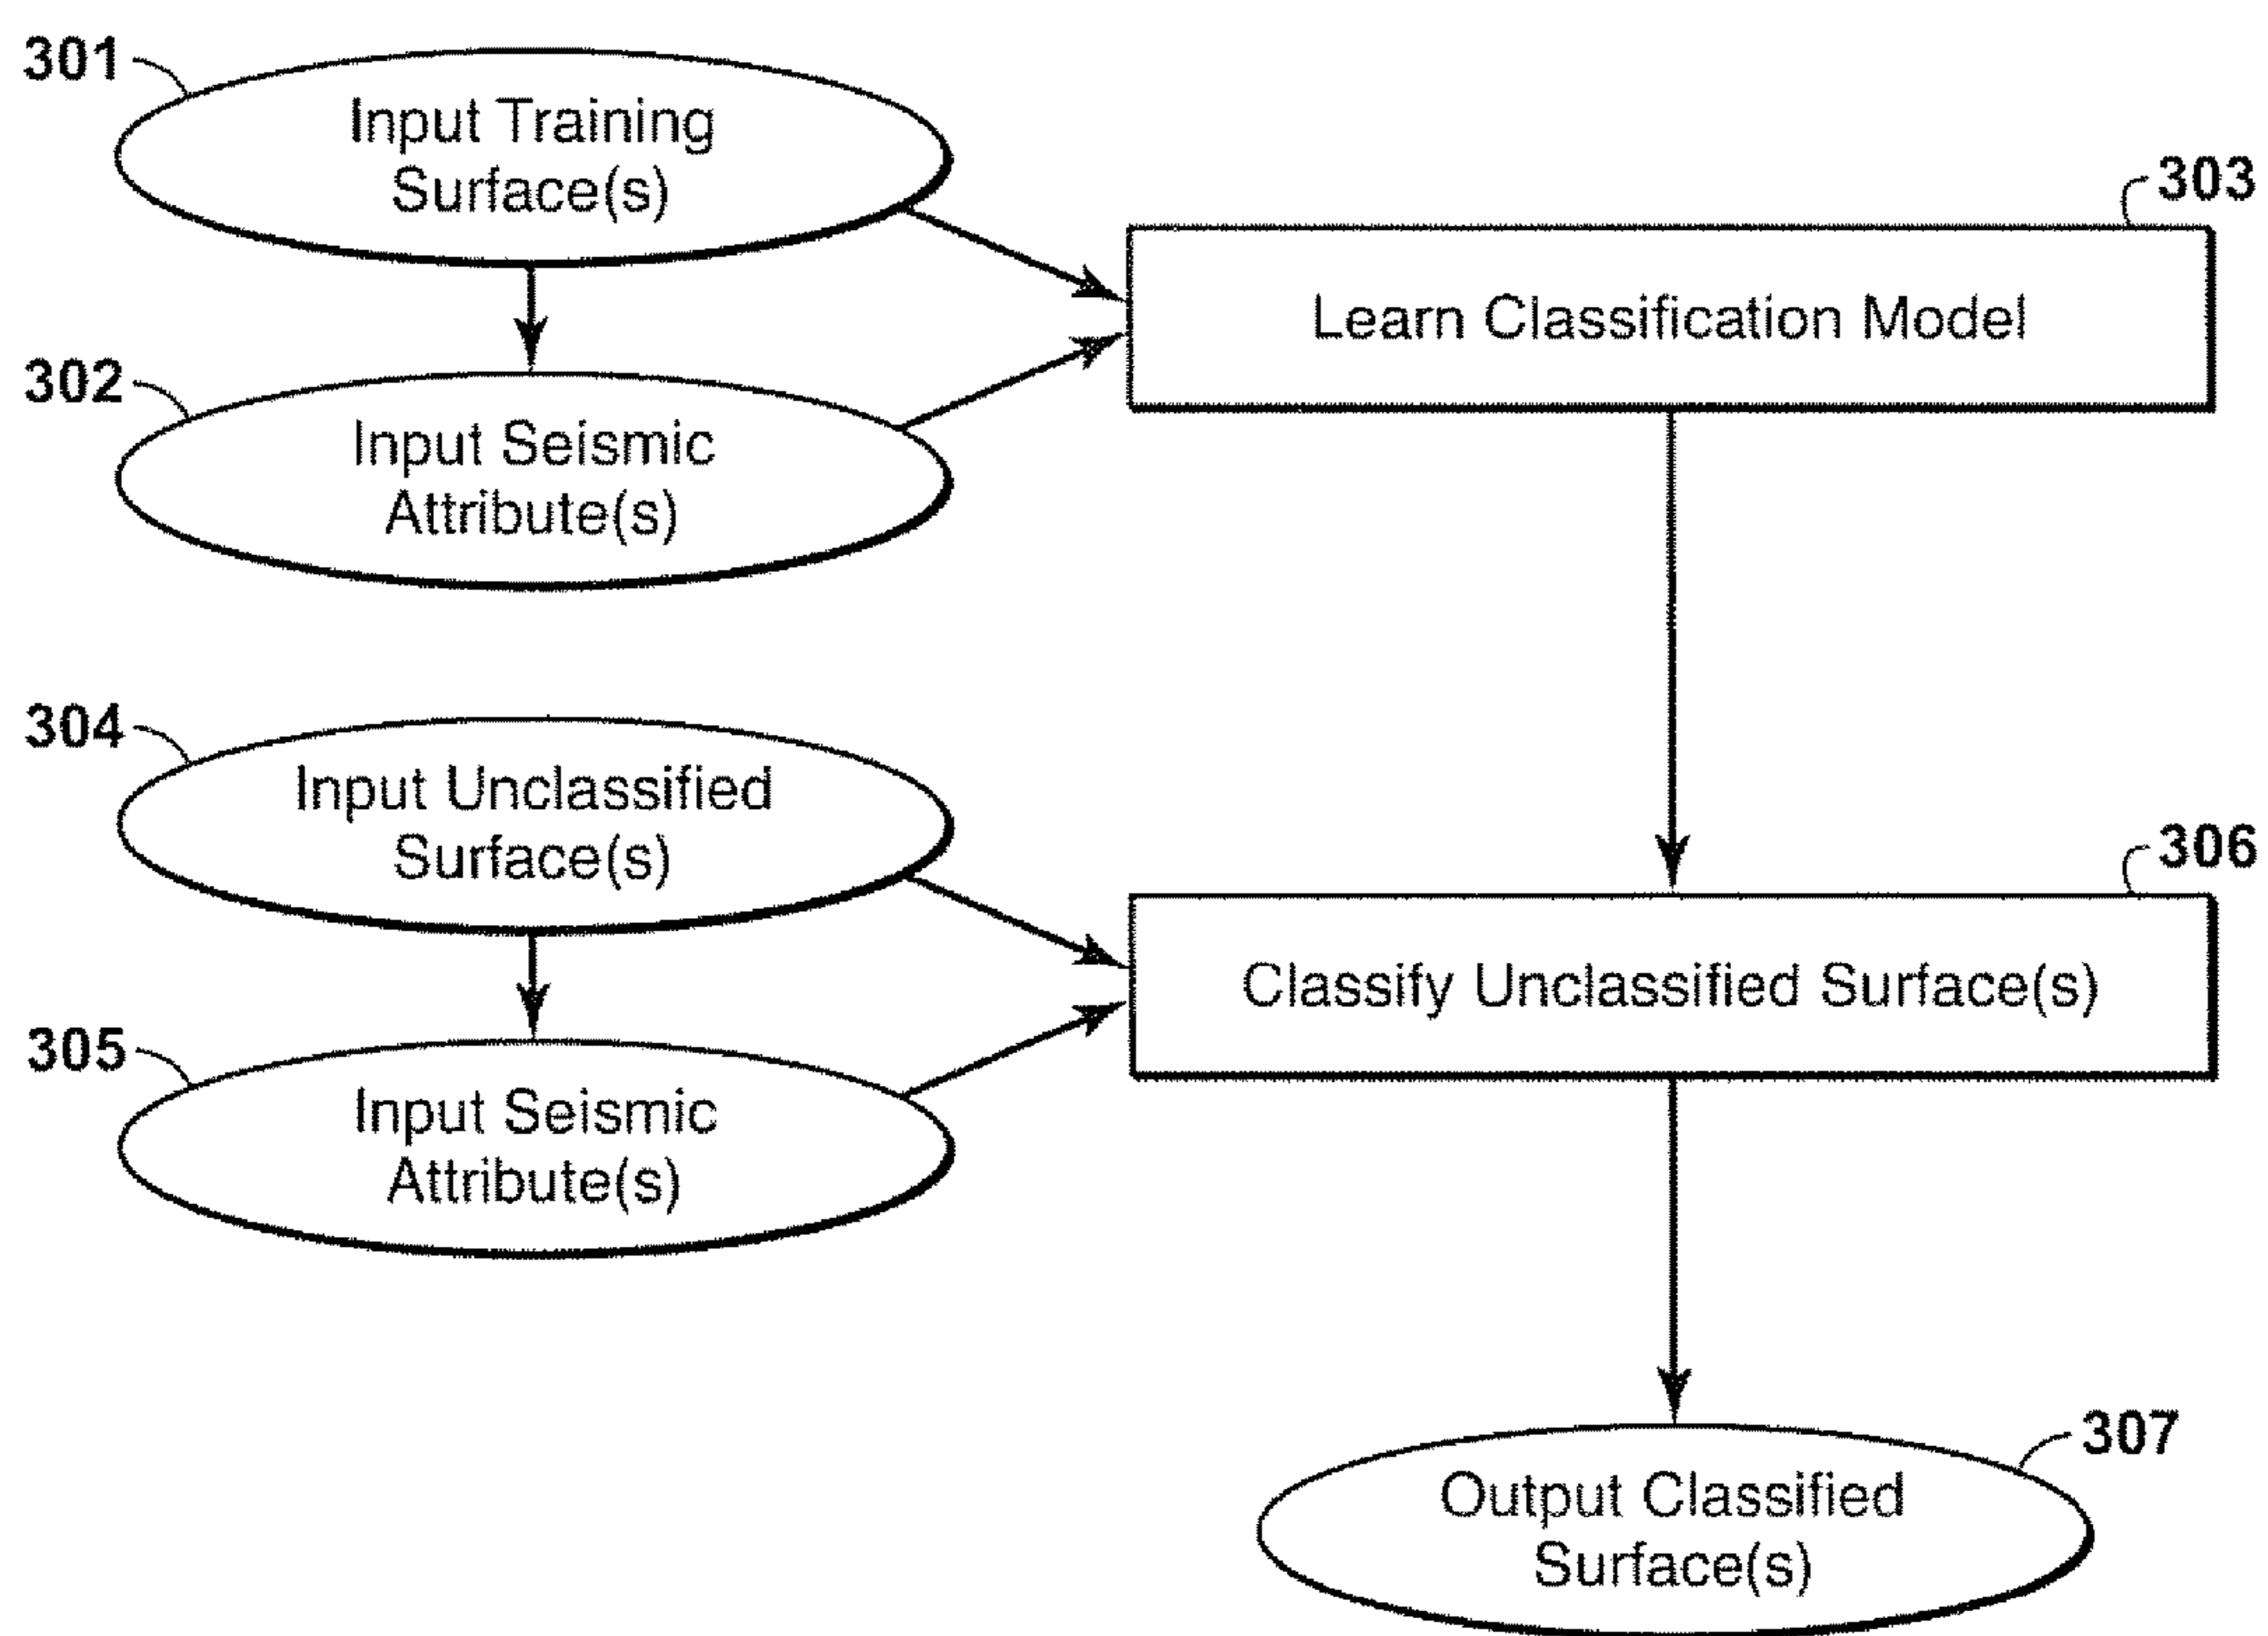 301
Input Training
Surface(s)
303
Learn Classification Model
302
Input Seismic
Attribute(s)
304
Input Unclassified
Surface(s)
306
Classify Unclassified Surface(s)
305
Input Seismic
Attribute(s)
307
Output Classified
Surface(s)